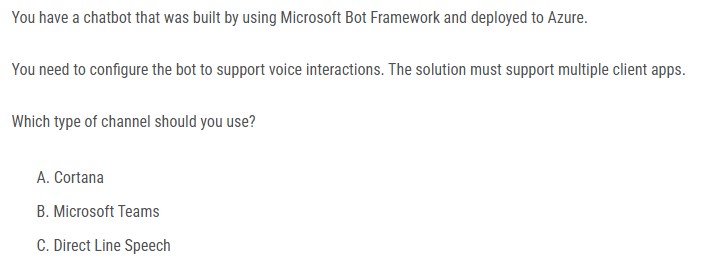 You have a chatbot that was built by using Microsoft Bot Framework and deployed to Azure.
You need to configure the bot to support voice interactions. The solution must support multiple client apps.
Which type of channel should you use?
A. Cortana
B. Microsoft Teams
C. Direct Line Speech